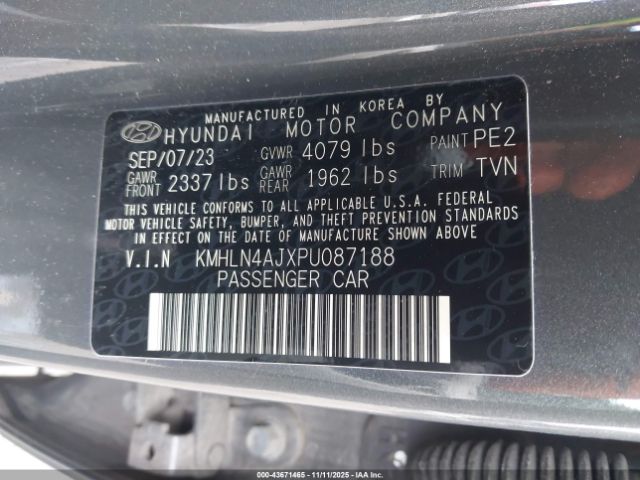 MANUFACTURED IN KOREA BY
HYUNDAI MOTOR COMPANY
SEP/07/23 GVWR 4079 lbs PAINT PE2
GAWR FRONT 2337 lbs GAWR REAR 1962 lbs TRIM TVN
THIS VEHICLE CONFORMS TO ALL APPLICABLE U.S.A. FEDERAL
MOTOR VEHICLE SAFETY, BUMPER, AND THEFT PREVENTION STANDARDS
IN EFFECT ON THE DATE OF MANUFACTURE SHOWN ABOVE.
V.I.N KMHLN4AJXPU087188
PASSENGER CAR
00-43671465 - 11/11/2025 - IAA Inc.